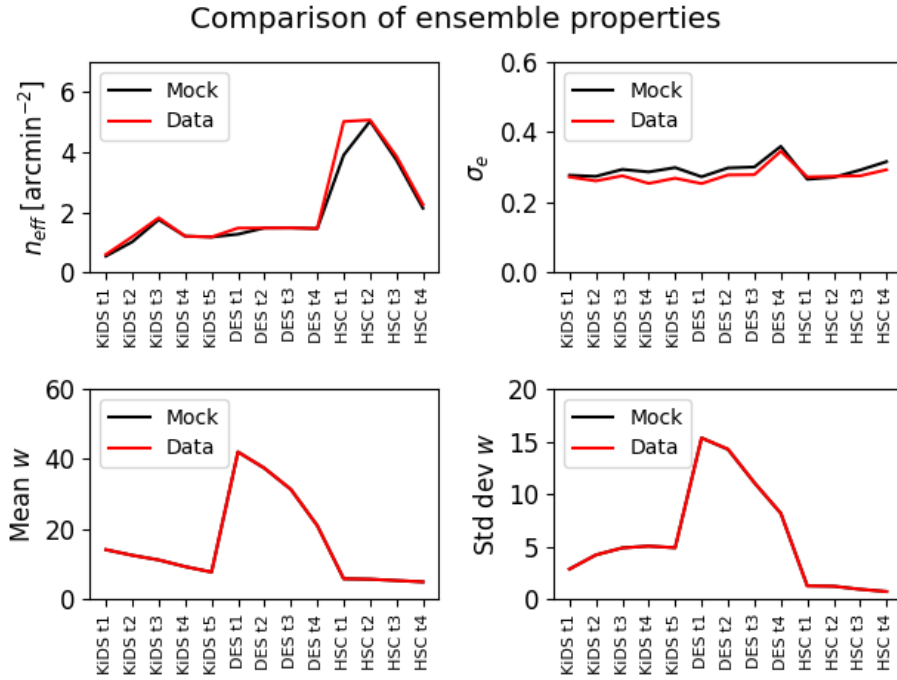 Comparison of ensemble properties
n_eff [arcmin⁻²]
6
4
2
0
Mock
Data
KiDS t1
KiDS t2
KiDS t3
KiDS t4
KiDS t5
DES t1
DES t2
DES t3
DES t4
HSC t1
HSC t2
HSC t3
HSC t4
σ_e
0.6
0.4
0.2
0.0
Mock
Data
KiDS t1
KiDS t2
KiDS t3
KiDS t4
KiDS t5
DES t1
DES t2
DES t3
DES t4
HSC t1
HSC t2
HSC t3
HSC t4
Mean w
60
40
20
0
Mock
Data
KiDS t1
KiDS t2
KiDS t3
KiDS t4
KiDS t5
DES t1
DES t2
DES t3
DES t4
HSC t1
HSC t2
HSC t3
HSC t4
Std dev w
20
15
10
5
0
Mock
Data
KiDS t1
KiDS t2
KiDS t3
KiDS t4
KiDS t5
DES t1
DES t2
DES t3
DES t4
HSC t1
HSC t2
HSC t3
HSC t4